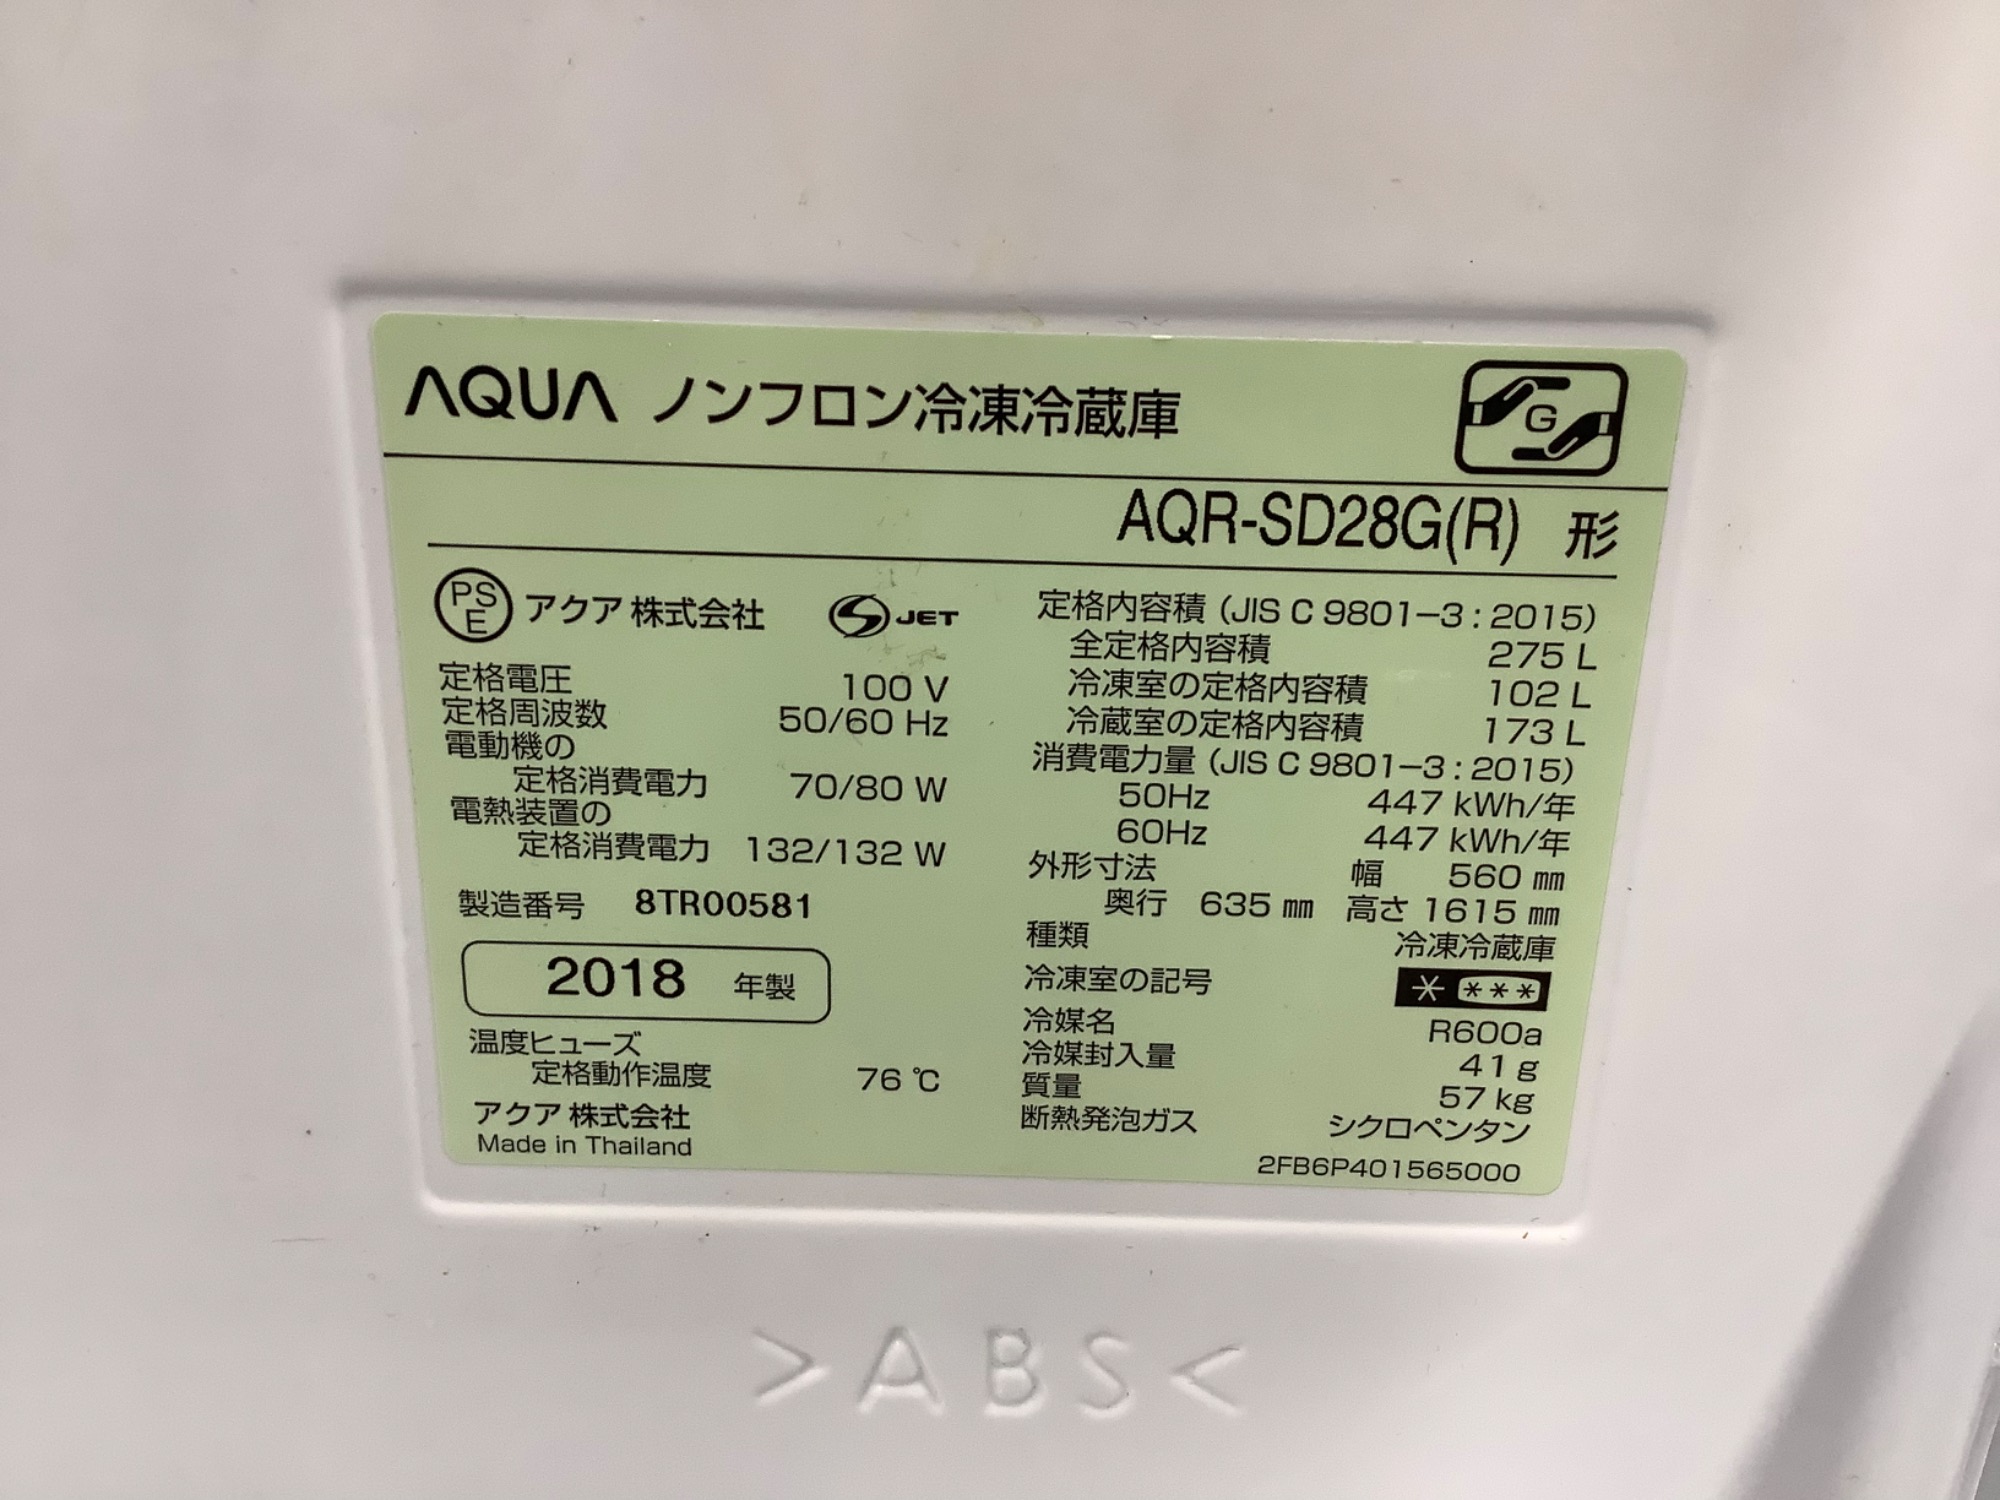 AQUA ノンフロン冷凍冷蔵庫
G
AQR-SD28G(R) 形
PSE アクア 株式会社 S JET
定格電圧 100 V
定格周波数 50/60 Hz
電動機の
定格消費電力 70/80 W
電熱装置の
定格消費電力 132/132 W
製造番号 8TR00581
2018 年製
温度ヒューズ
定格動作温度 76 ℃
アクア 株式会社
Made in Thailand
定格内容積 (JIS C 9801-3 : 2015)
全定格内容積 275 L
冷凍室の定格内容積 102 L
冷蔵室の定格内容積 173 L
消費電力量 (JIS C 9801-3 : 2015)
50Hz 447 kWh/年
60Hz 447 kWh/年
外形寸法 幅 560 ㎜
奥行 635 ㎜ 高さ 1615 ㎜
種類 冷凍冷蔵庫
冷凍室の記号 * ***
冷媒名 R600a
冷媒封入量 41 g
質量 57 kg
断熱発泡ガス シクロペンタン
2FB6P401565000
>ABS<